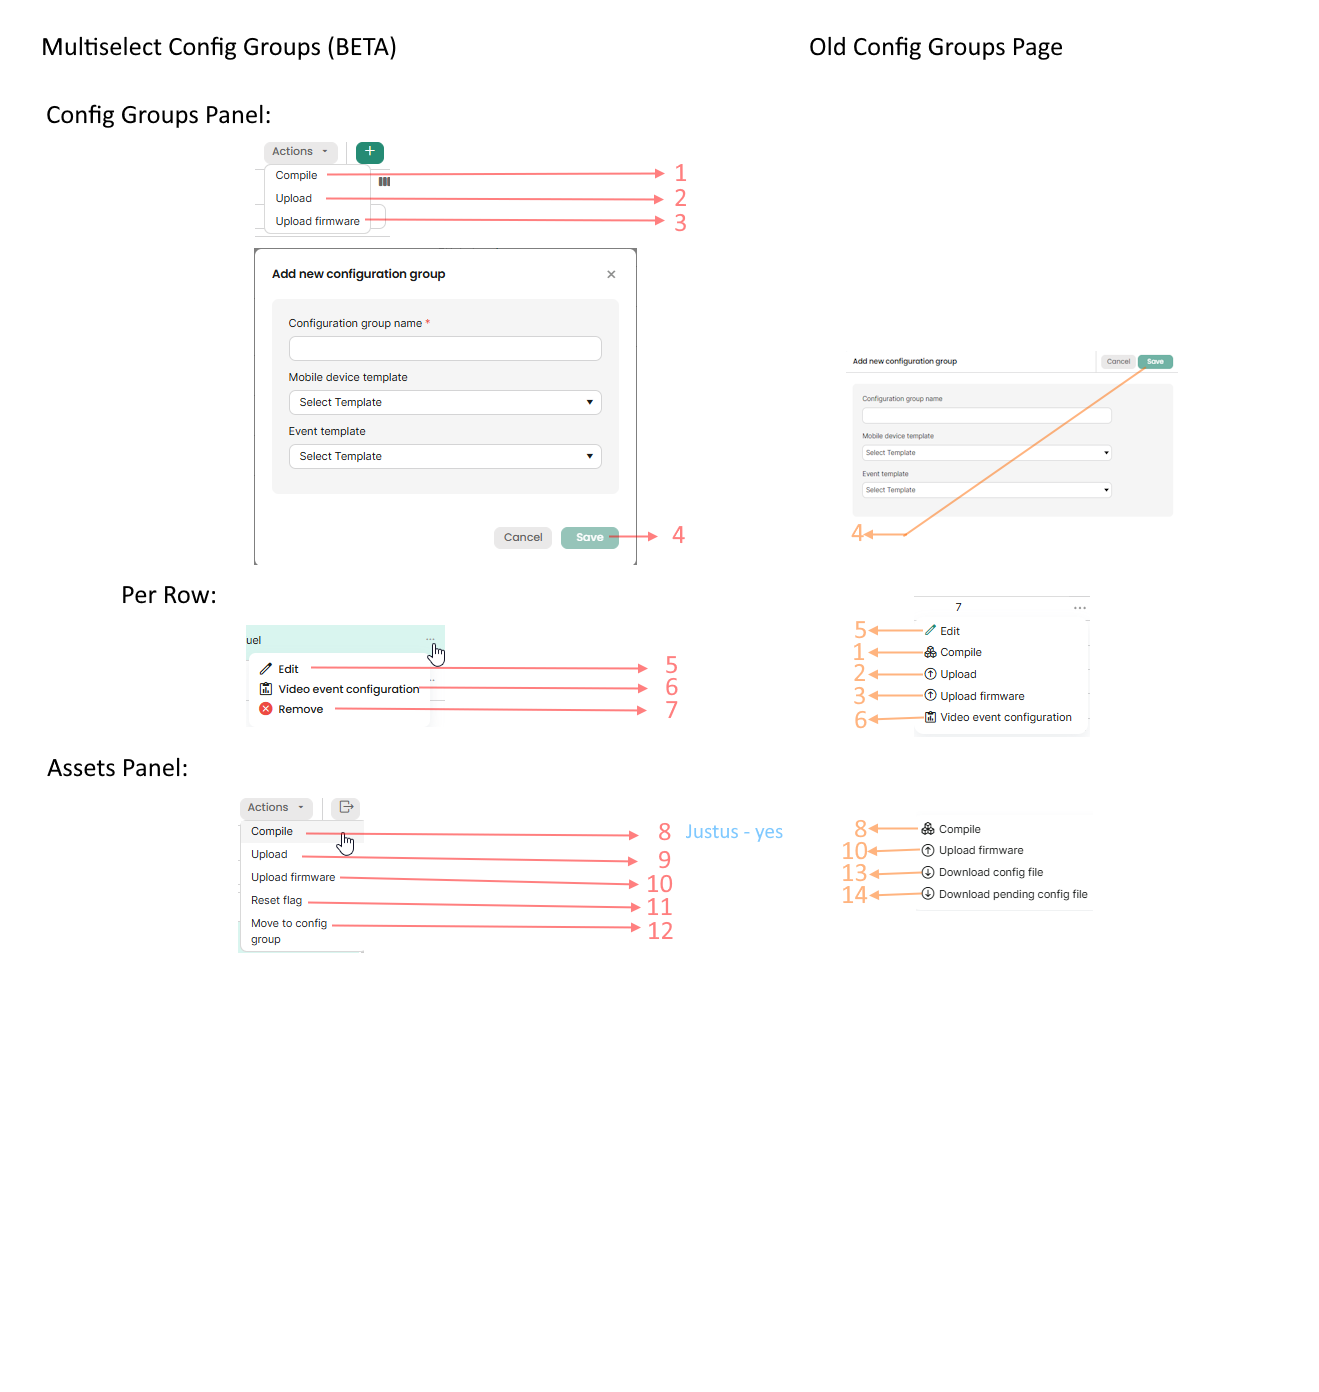 Multiselect Config Groups (BETA)
Old Config Groups Page
Config Groups Panel:
Actions
+
Compile
1
Upload
2
Upload firmware
3
Add new configuration group
Configuration group name *
Mobile device template
Select Template
Event template
Select Template
Cancel
Save
4
Add new configuration group
Cancel
Save
Configuration group name
Mobile device template
Select Template
Event template
Select Template
4
Per Row:
uel
Edit
5
Video event configuration
6
Remove
7
7
5
Edit
1
Compile
2
Upload
3
Upload firmware
6
Video event configuration
Assets Panel:
Actions
Compile
8
Justus - yes
Upload
9
Upload firmware
10
Reset flag
11
Move to config
group
12
8
Compile
10
Upload firmware
13
Download config file
14
Download pending config file